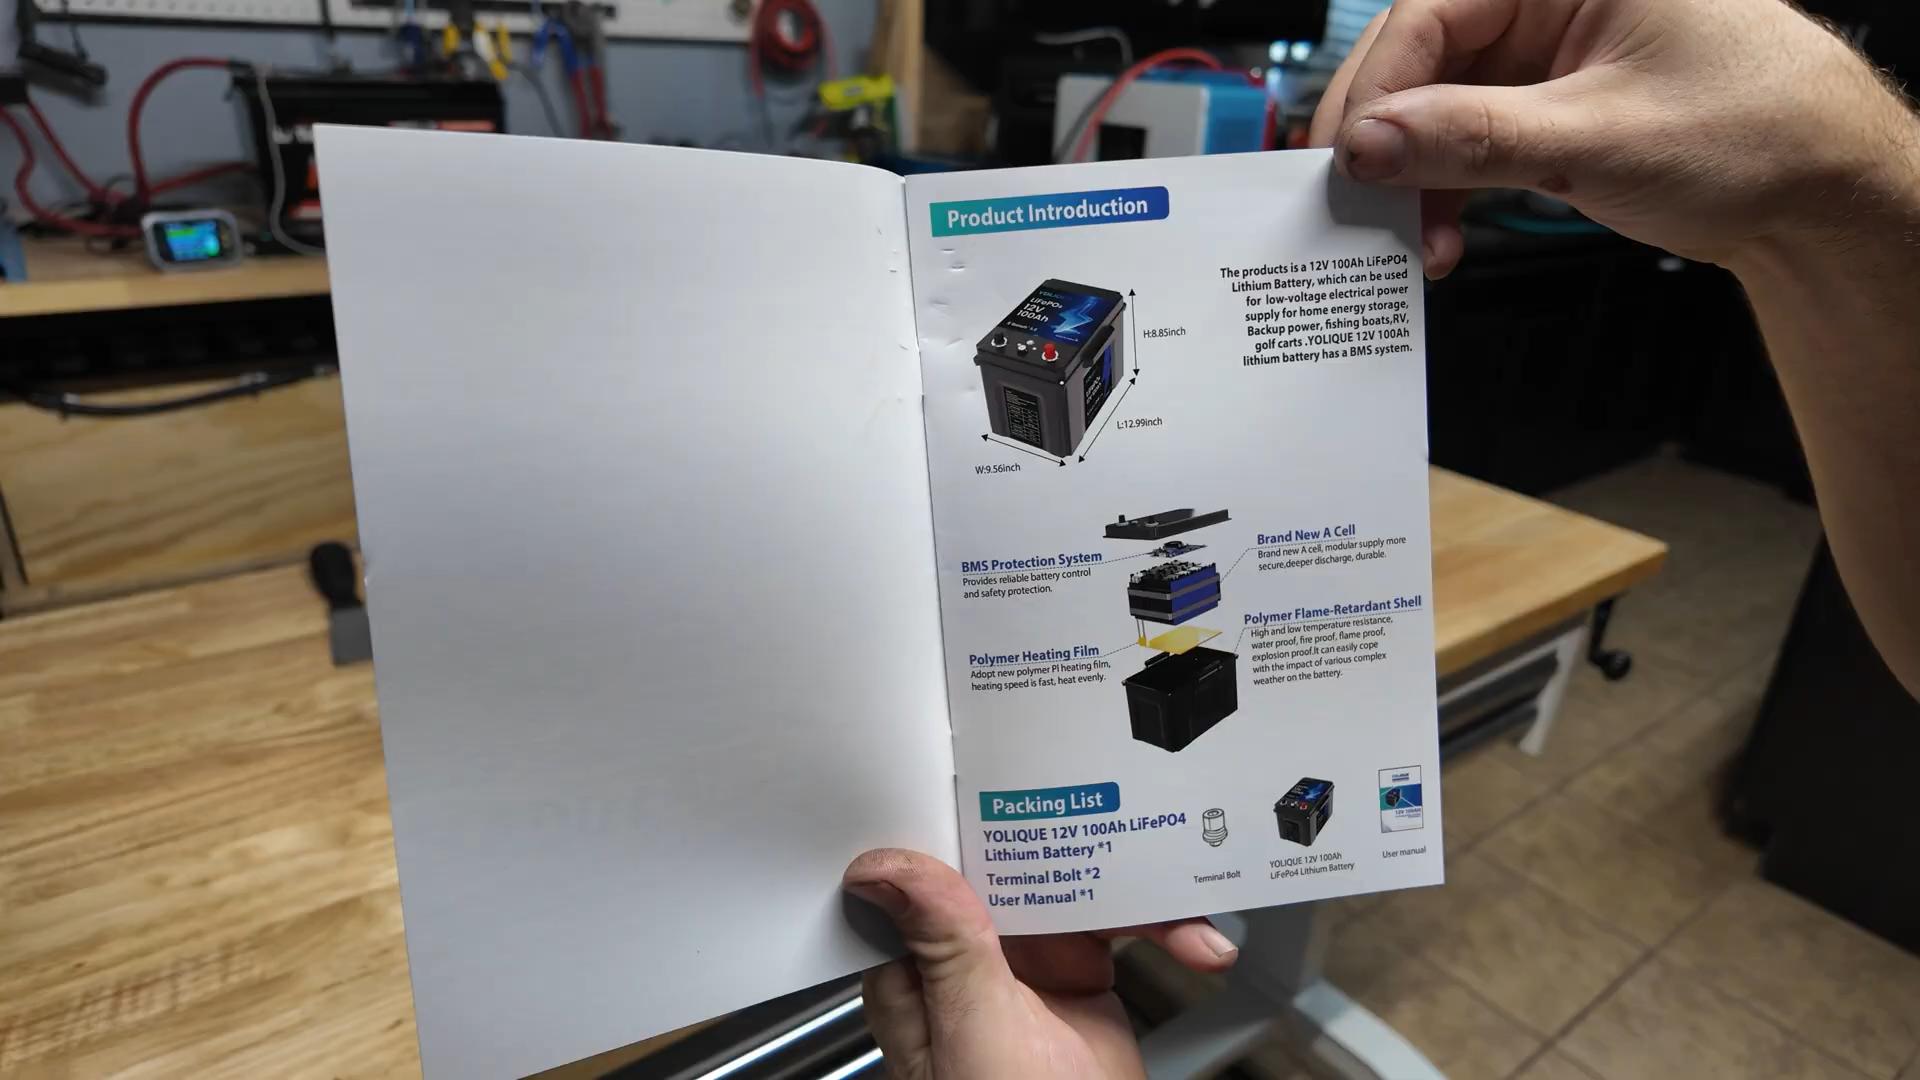 Product Introduction
The products is a 12V 100Ah LiFePO4
Lithium Battery, which can be used
for low-voltage electrical power
supply for home energy storage,
Backup power, fishing boats,RV,
golf carts .YOLIQUE 12V 100Ah
lithium battery has a BMS system.
LiFePO4
12V
100Ah
H:8.85inch
L:12.99inch
W:9.56inch
BMS Protection System
Provides reliable battery control
and safety protection.
Brand New A Cell
Brand new A cell, modular supply more
secure,deeper discharge, durable.
Polymer Heating Film
Adopt new polymer PI heating film,
heating speed is fast, heat evenly.
Polymer Flame-Retardant Shell
High and low temperature resistance,
water proof, fire proof, flame proof,
explosion proof.It can easily cope
with the impact of various complex
weather on the battery.
Packing List
YOLIQUE 12V 100Ah LiFePO4
Lithium Battery *1
Terminal Bolt *2
User Manual *1
Terminal Bolt
YOLIQUE 12V 100Ah
LiFePo4 Lithium Battery
User manual